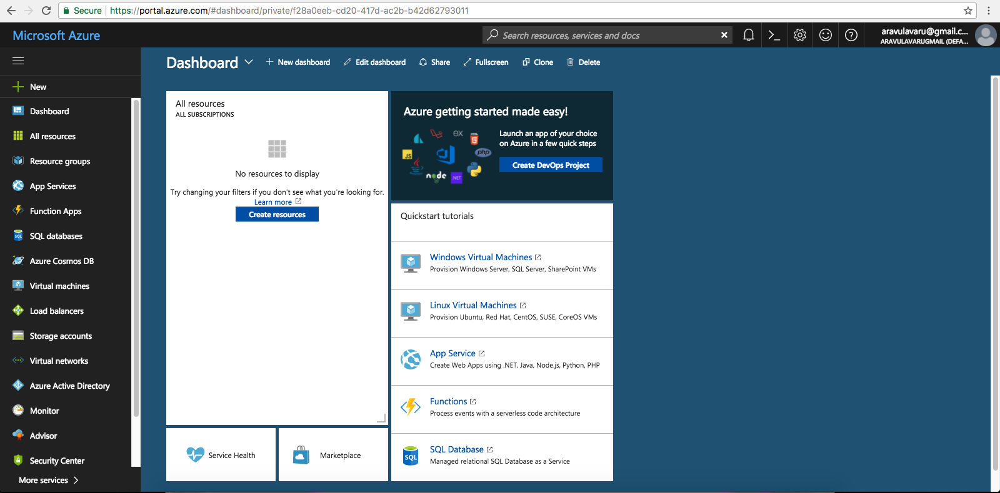 Secure
https://portal.azure.com/#dashboard/private/f28a0eeb-cd20-417d-ac2b-b42d62793011
Microsoft Azure
Search resources, services and docs
aravulavaru@gmail.c...
ARAVULAVARUGMAIL (DEFA...
New
Dashboard
All resources
Resource groups
App Services
Function Apps
SQL databases
Azure Cosmos DB
Virtual machines
Load balancers
Storage accounts
Virtual networks
Azure Active Directory
Monitor
Advisor
Security Center
More services
Dashboard
New dashboard
Edit dashboard
Share
Fullscreen
Clone
Delete
All resources
ALL SUBSCRIPTIONS
No resources to display
Try changing your filters if you don't see what you're looking for.
Learn more
Create resources
Service Health
Marketplace
Azure getting started made easy!
EX
HTML
5
JS
php
node
.NET
Launch an app of your choice
on Azure in a few quick steps
Create DevOps Project
Quickstart tutorials
Windows Virtual Machines
Provision Windows Server, SQL Server, SharePoint VMs
Linux Virtual Machines
Provision Ubuntu, Red Hat, CentOS, SUSE, CoreOS VMs
App Service
Create Web Apps using .NET, Java, Node.js, Python, PHP
Functions
Process events with a serverless code architecture
SQL
SQL Database
Managed relational SQL Database as a Service